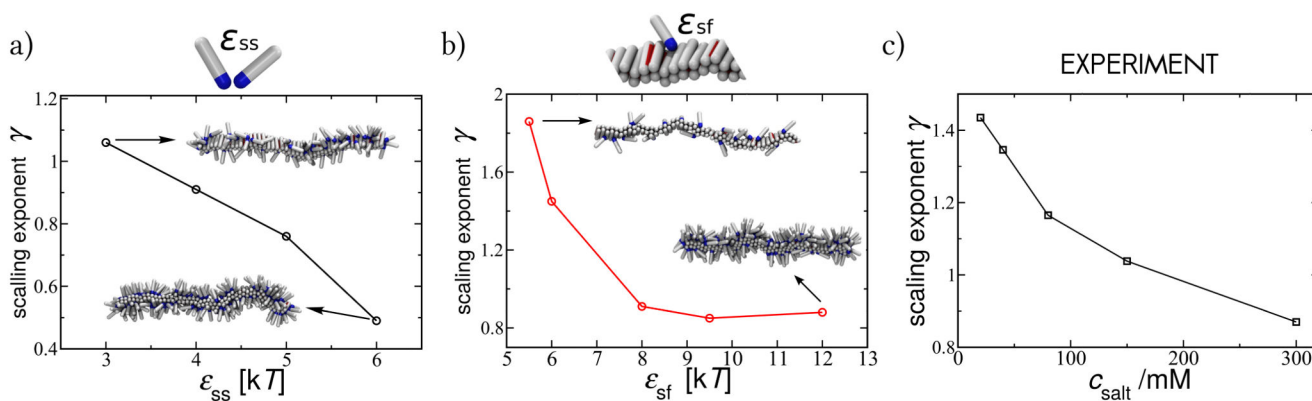 a)
εss
scaling exponent γ
1.2
1
0.8
0.6
0.4
3
4
5
6
εss [kT]
b)
εsf
scaling exponent γ
2
1.6
1.2
0.8
5
6
7
8
9
10
11
12
13
εsf [kT]
c)
EXPERIMENT
scaling exponent γ
1.4
1.2
1
0.8
0
100
200
300
csalt /mM